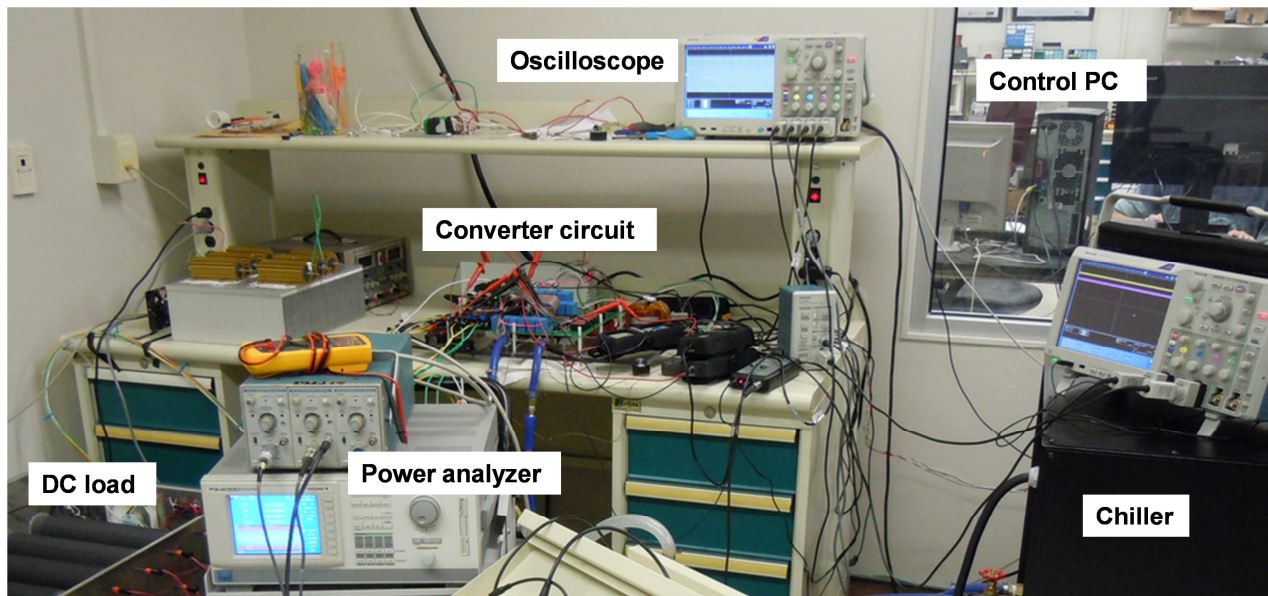 Oscilloscope
Control PC
Converter circuit
Power analyzer
DC load
Chiller